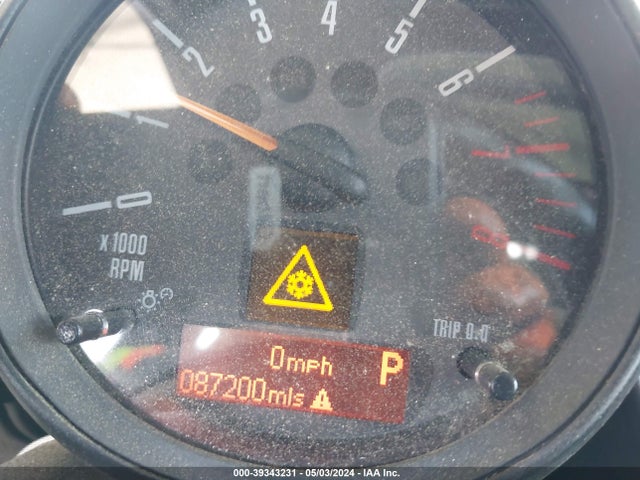 0 1 2 3 4 5 6
x 1000
RPM
TRIP 0.0
0mph P
087200mls
000-39343231 - 05/03/2024 - IAA Inc.